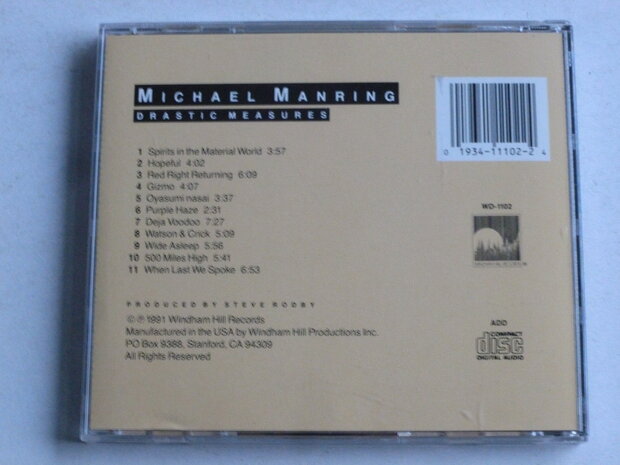 MICHAEL MANRING
DRASTIC MEASURES
0 1934-11102-2 4
1 Spirits in the Material World 3:57
2 Hopeful 4:02
3 Red Right Returning 6:09
4 Gizmo 4:07
5 Oyasumi nasai 3:37
6 Purple Haze 2:31
7 Deja Voodoo 7:27
8 Watson & Crick 5:09
9 Wide Asleep 5:56
10 500 Miles High 5:41
11 When Last We Spoke 6:53
WD-1102
PRODUCED BY STEVE RODBY
© ℗ 1991 Windham Hill Records
Manufactured in the USA by Windham Hill Productions Inc.
PO Box 9388, Stanford, CA 94309
All Rights Reserved
ADD
COMPACT
disc
DIGITAL AUDIO